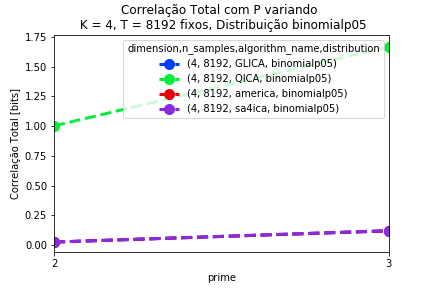 Correlação Total com P variando
K = 4, T = 8192 fixos, Distribuição binomialp05
Correlação Total [bits]
1.75
1.50
1.25
1.00
0.75
0.50
0.25
0.00
dimension,n_samples,algorithm_name,distribution
(4, 8192, GLICA, binomialp05)
(4, 8192, QICA, binomialp05)
(4, 8192, america, binomialp05)
(4, 8192, sa4ica, binomialp05)
2 3
prime